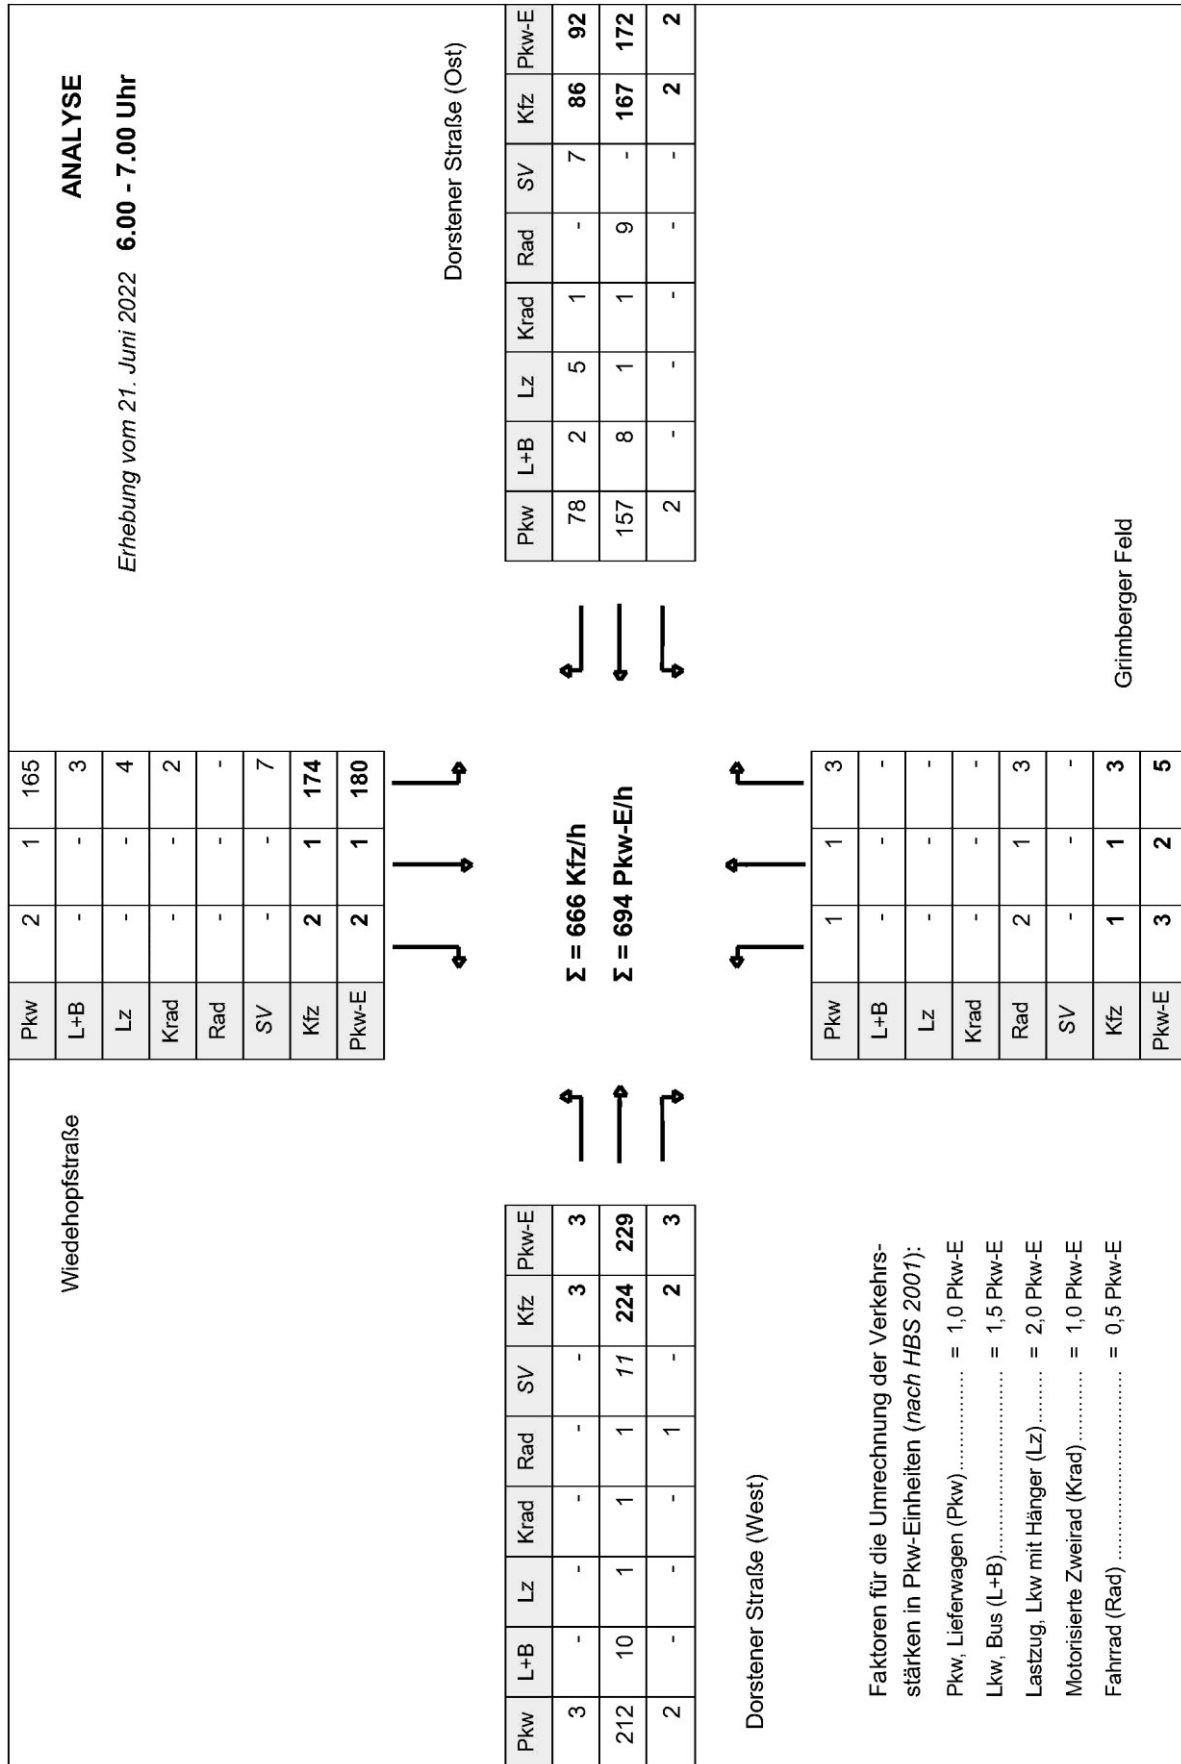 ANALYSE
Erhebung vom 21. Juni 2022 6.00 - 7.00 Uhr
Wiedehopfstraße
Pkw 2 1 165
L+B - - 3
Lz - - 4
Krad - - 2
Rad - - -
SV - - 7
Kfz 2 1 174
Pkw-E 2 1 180
Dorstener Straße (Ost)
Pkw L+B Lz Krad Rad SV Kfz Pkw-E
78 2 5 1 - 7 86 92
157 8 1 1 9 - 167 172
2 - - - - - 2 2
Σ = 666 Kfz/h
Σ = 694 Pkw-E/h
Pkw L+B Lz Krad Rad SV Kfz Pkw-E
3 - - - - - 3 3
212 10 1 1 1 11 224 229
2 - - - 1 - 2 3
Dorstener Straße (West)
Pkw 1 1 3
L+B - - -
Lz - - -
Krad - - -
Rad 2 1 3
SV - - -
Kfz 1 1 3
Pkw-E 3 2 5
Grimberger Feld
Faktoren für die Umrechnung der Verkehrs-
stärken in Pkw-Einheiten (nach HBS 2001):
Pkw, Lieferwagen (Pkw)................ = 1,0 Pkw-E
Lkw, Bus (L+B)............................ = 1,5 Pkw-E
Lastzug, Lkw mit Hänger (Lz)......... = 2,0 Pkw-E
Motorisierte Zweirad (Krad)............ = 1,0 Pkw-E
Fahrrad (Rad) ............................... = 0,5 Pkw-E